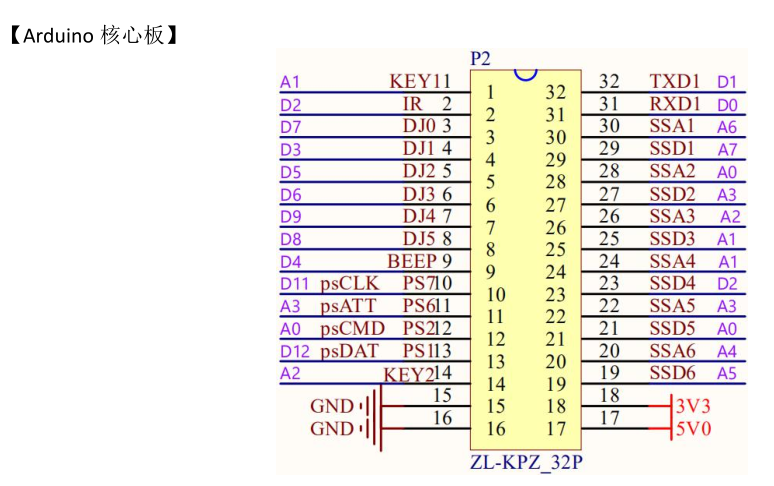 【Arduino 核心板】
P2
A1 KEY1 1 1 32 32 TXD1 D1
D2 IR 2 2 31 31 RXD1 D0
D7 DJ0 3 3 30 30 SSA1 A6
D3 DJ1 4 4 29 29 SSD1 A7
D5 DJ2 5 5 28 28 SSA2 A0
D6 DJ3 6 6 27 27 SSD2 A3
D9 DJ4 7 7 26 26 SSA3 A2
D8 DJ5 8 8 25 25 SSD3 A1
D4 BEEP 9 9 24 24 SSA4 A1
D11 psCLK PS7 10 10 23 23 SSD4 D2
A3 psATT PS6 11 11 22 22 SSA5 A3
A0 psCMD PS2 12 12 21 21 SSD5 A0
D12 psDAT PS1 13 13 20 20 SSA6 A4
A2 KEY2 14 14 19 19 SSD6 A5
GND 15 15 18 18 3V3
GND 16 16 17 17 5V0
ZL-KPZ_32P